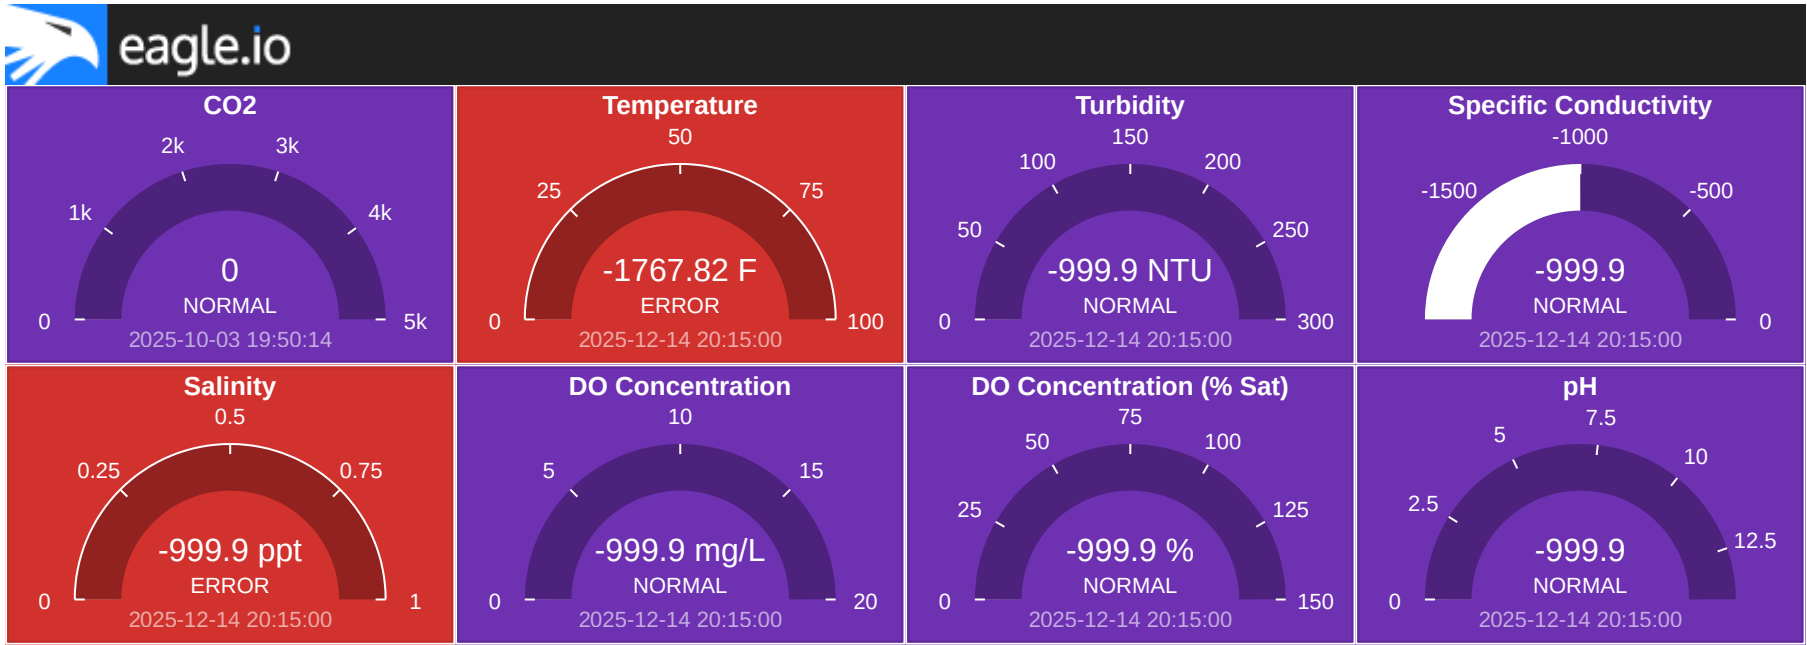 eagle.io
CO2
2k
3k
1k
4k
0
NORMAL
0
5k
2025-10-03 19:50:14
Temperature
50
25
75
-1767.82 F
ERROR
0
100
2025-12-14 20:15:00
Turbidity
150
100
200
50
250
-999.9 NTU
NORMAL
0
300
2025-12-14 20:15:00
Specific Conductivity
-1000
-1500
-500
-999.9
NORMAL
0
2025-12-14 20:15:00
Salinity
0.5
0.25
0.75
-999.9 ppt
ERROR
0
1
2025-12-14 20:15:00
DO Concentration
10
5
15
-999.9 mg/L
NORMAL
0
20
2025-12-14 20:15:00
DO Concentration (% Sat)
75
50
100
25
125
-999.9 %
NORMAL
0
150
2025-12-14 20:15:00
pH
7.5
5
10
2.5
12.5
-999.9
NORMAL
0
2025-12-14 20:15:00